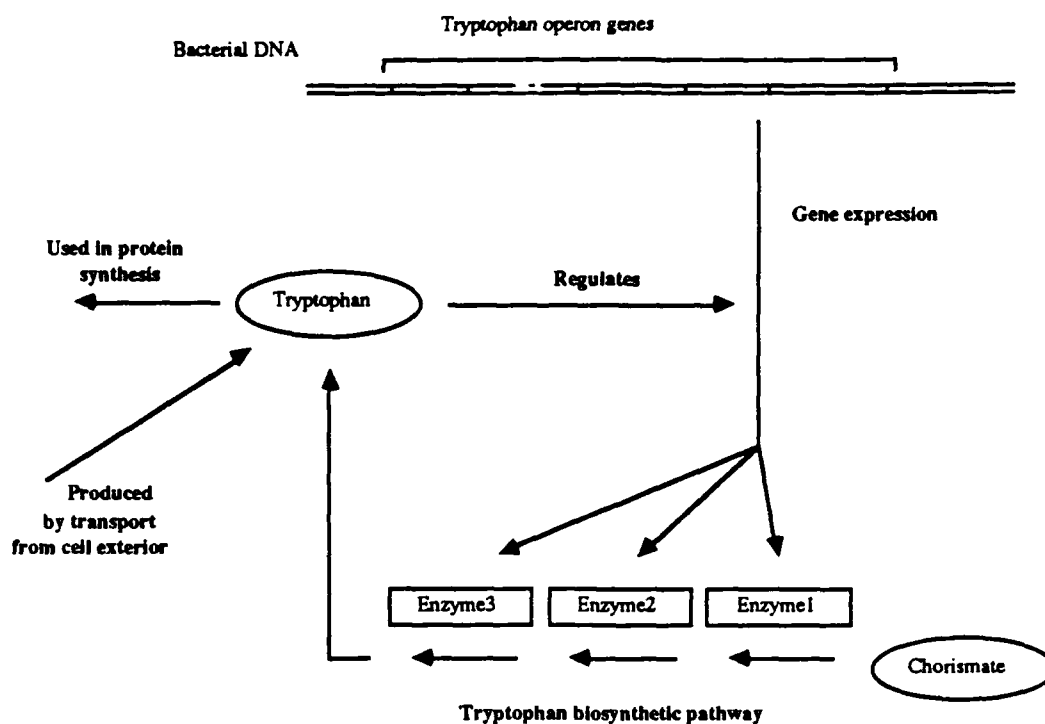 Tryptophan operon genes
Bacterial DNA
Gene expression
Used in protein
synthesis
Tryptophan
Regulates
Produced
by transport
from cell exterior
Enzyme3
Enzyme2
Enzyme1
Chorismate
Tryptophan biosynthetic pathway